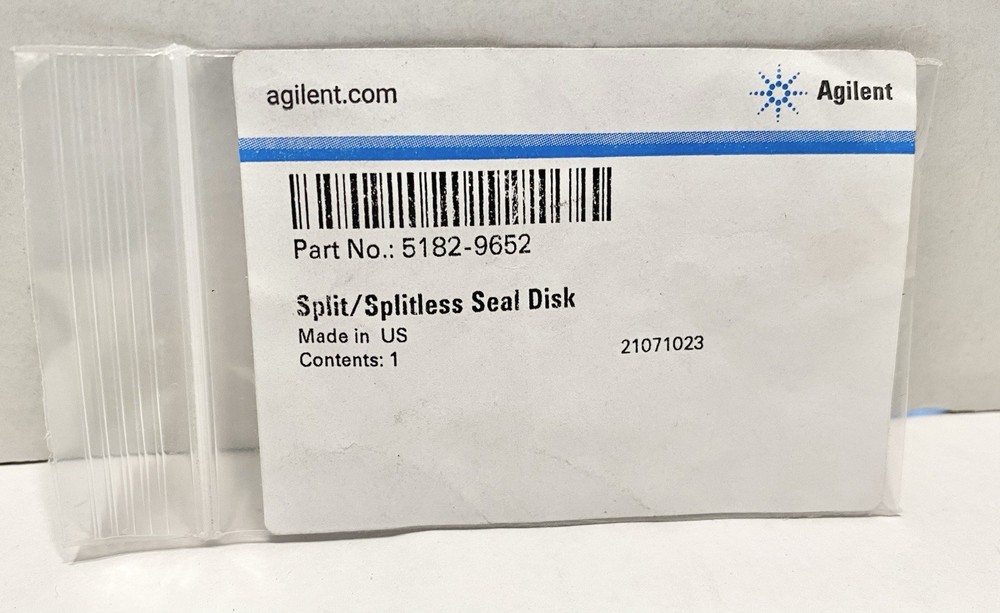 agilent.com
Agilent
Part No.: 5182-9652
Split/Splitless Seal Disk
Made in US
Contents: 1
21071023